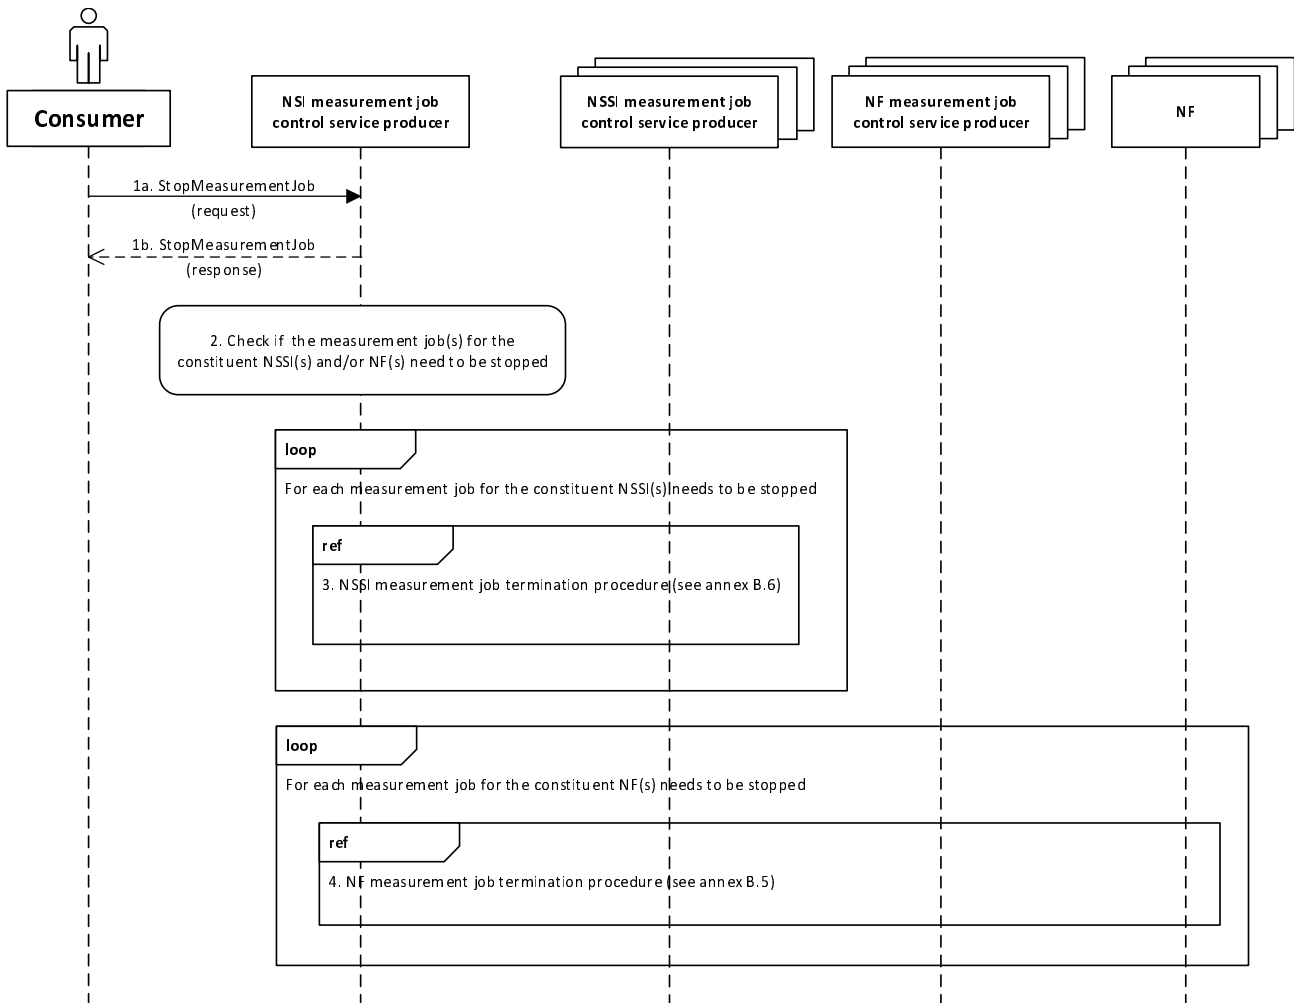 Consumer
NSI measurement job
control service producer
NSSI measurement job
control service producer
NF measurement job
control service producer
NF
1a. StopMeasurementJob
(request)
1b. StopMeasurementJob
(response)
2. Check if the measurement job(s) for the
constituent NSSI(s) and/or NF(s) need to be stopped
loop
For each measurement job for the constituent NSSI(s) needs to be stopped
ref
3. NSSI measurement job termination procedure (see annex B.6)
loop
For each measurement job for the constituent NF(s) needs to be stopped
ref
4. NF measurement job termination procedure (see annex B.5)